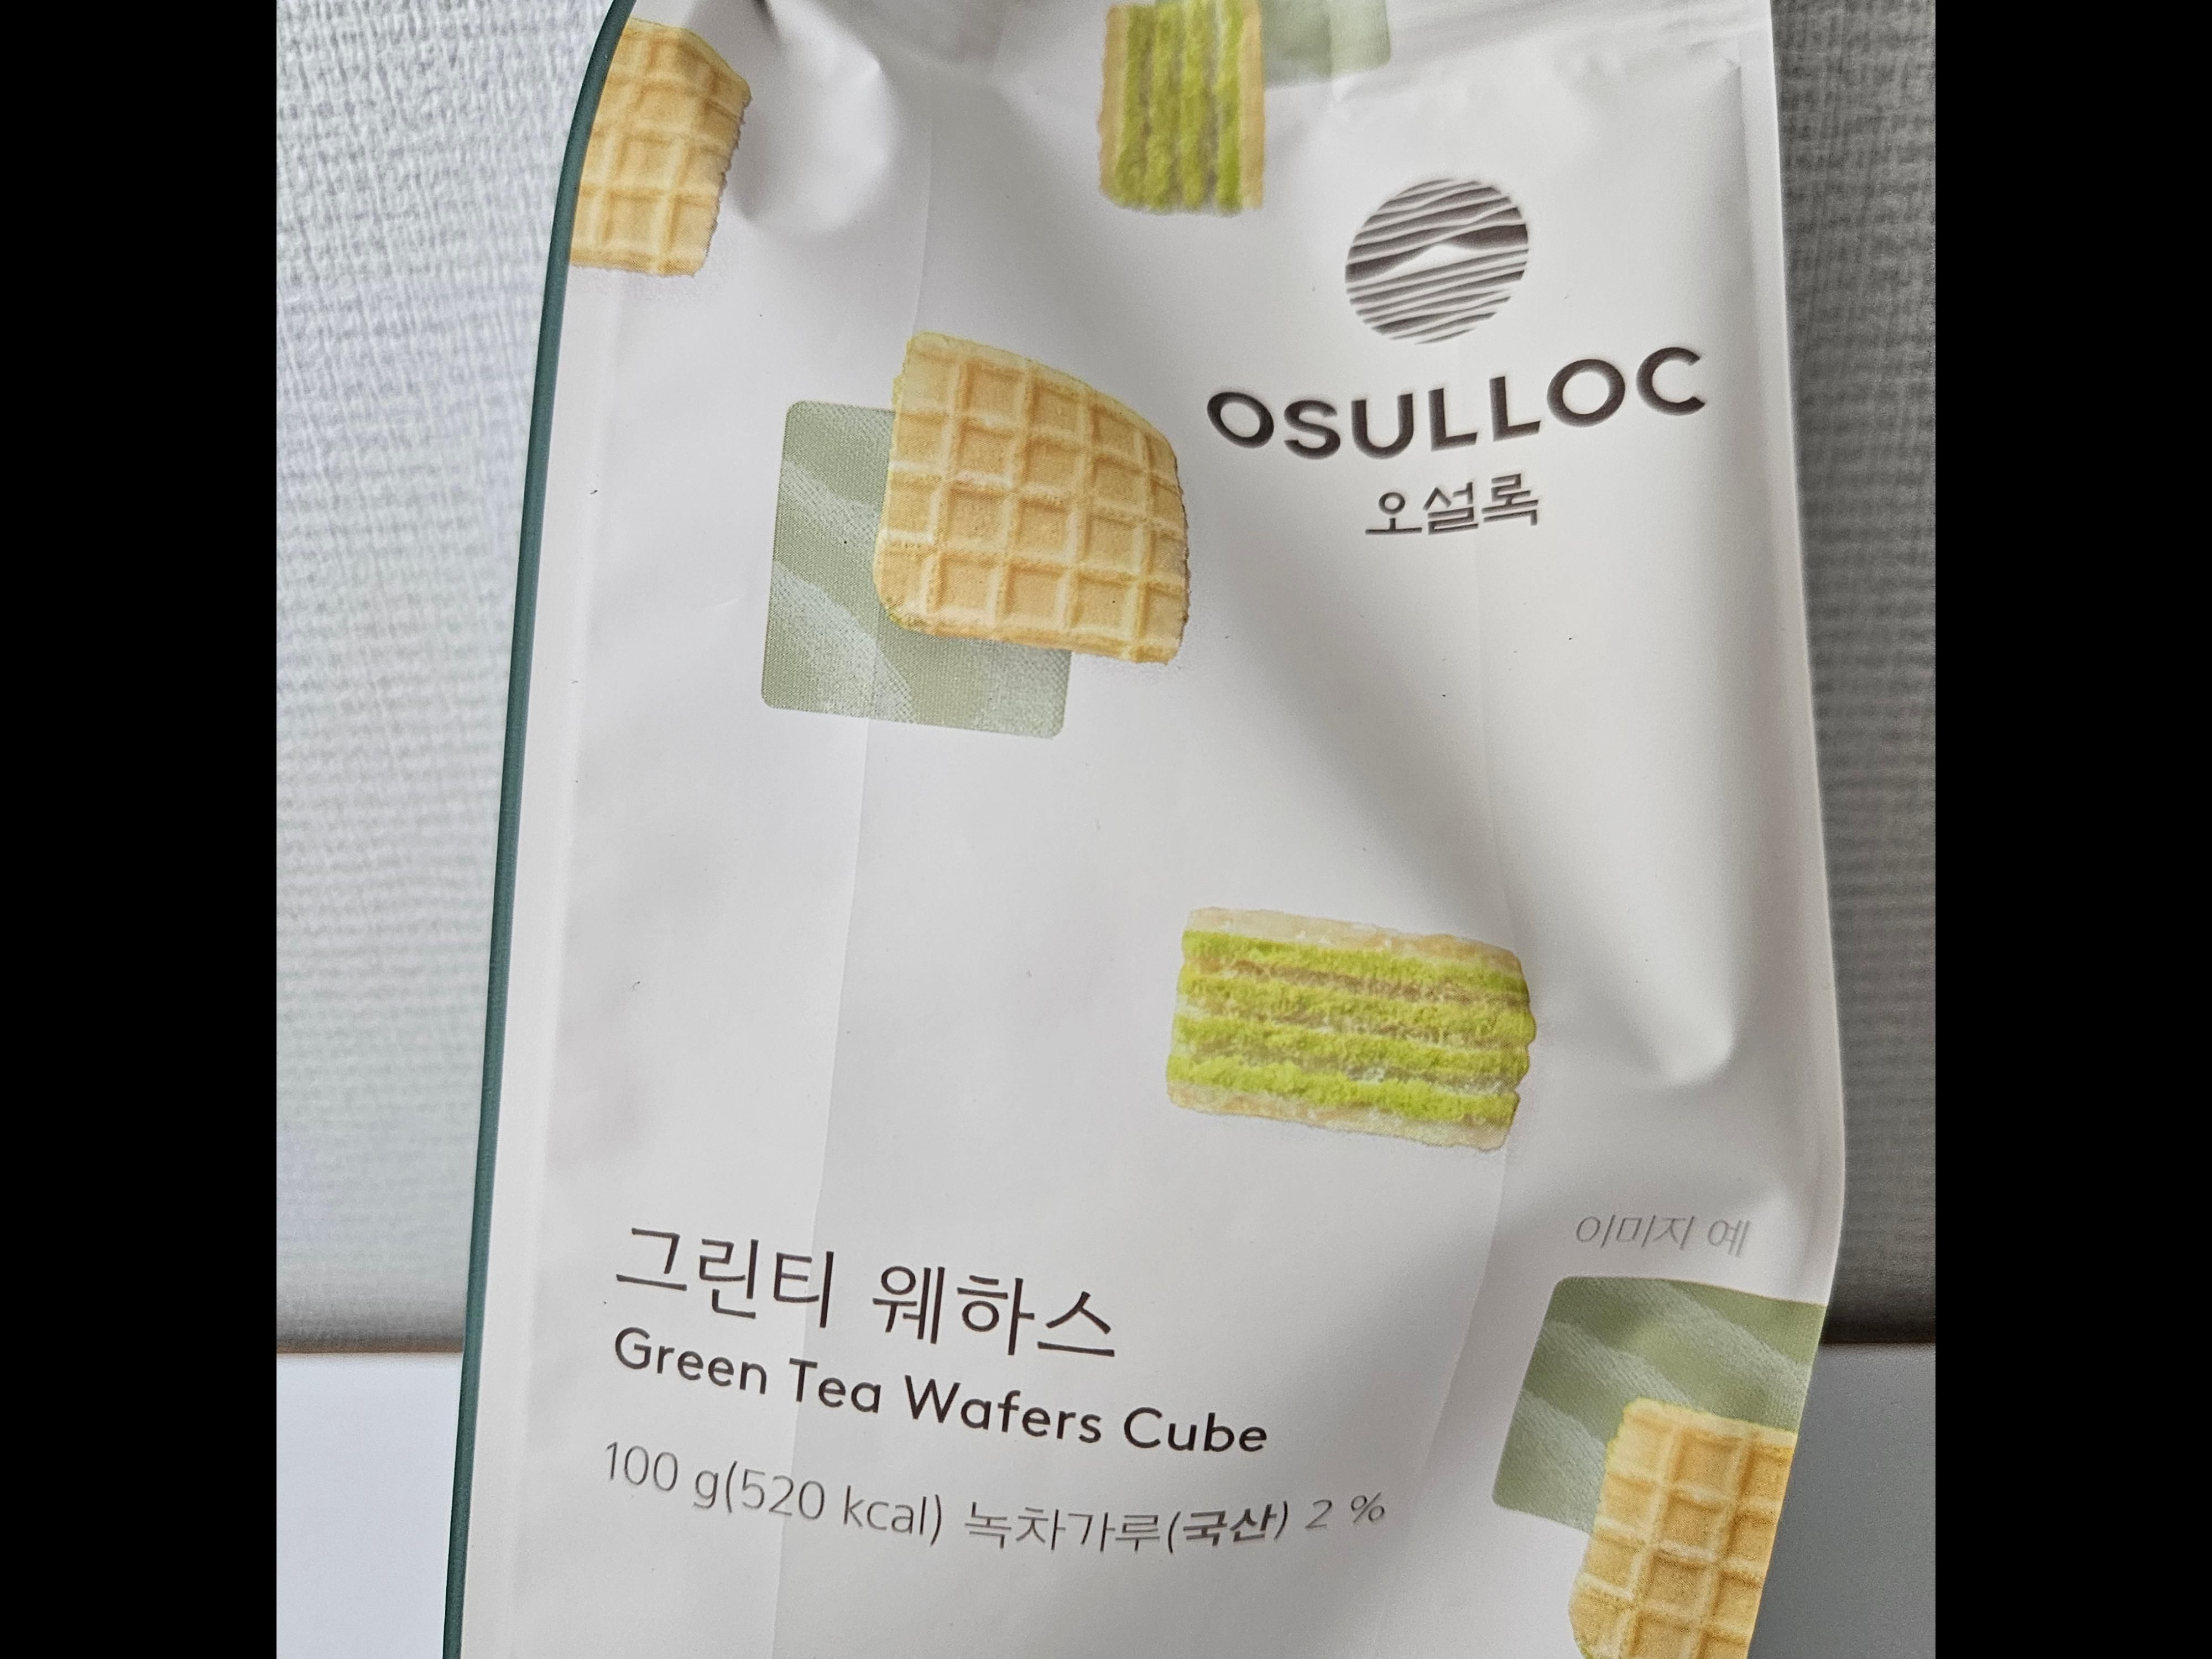 OSULLOC
오설록
이미지 예
그린티 웨하스
Green Tea Wafers Cube
100 g(520 kcal) 녹차가루(국산) 2 %